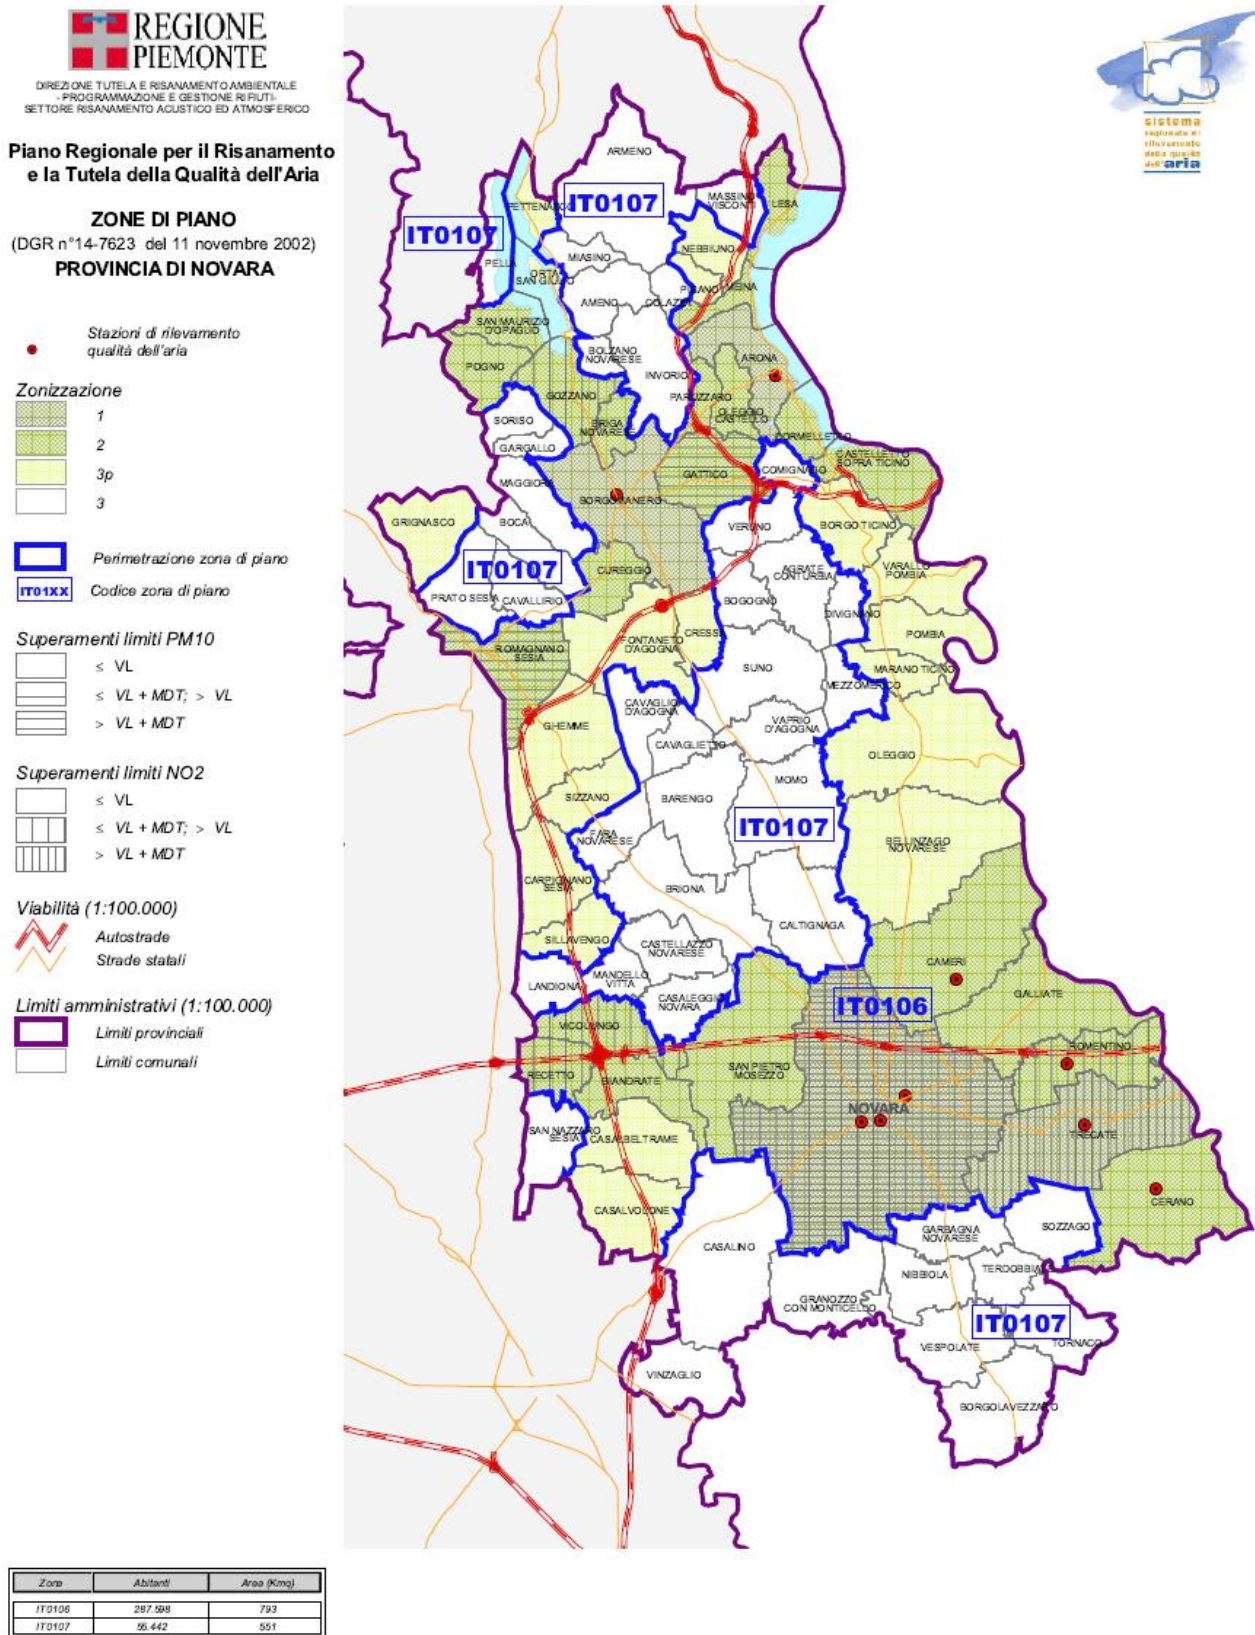 REGIONE
PIEMONTE
DIREZIONE TUTELA E RISANAMENTO AMBIENTALE
- PROGRAMMAZIONE E GESTIONE RIFIUTI-
SETTORE RISANAMENTO ACUSTICO ED ATMOSFERICO
Piano Regionale per il Risanamento
e la Tutela della Qualità dell'Aria
ZONE DI PIANO
(DGR n°14-7623 del 11 novembre 2002)
PROVINCIA DI NOVARA
Stazioni di rilevamento
qualità dell'aria
Zonizzazione
1
2
3p
3
Perimetrazione zona di piano
IT01XX Codice zona di piano
Superamenti limiti PM10
≤ VL
≤ VL + MDT; > VL
> VL + MDT
Superamenti limiti NO2
≤ VL
≤ VL + MDT; > VL
> VL + MDT
Viabilità (1:100.000)
Autostrade
Strade statali
Limiti amministrativi (1:100.000)
Limiti provinciali
Limiti comunali
Zona Abitanti Area (Kmq)
IT0106 287.598 793
IT0107 55.442 551
sistema
regionale di
rilevamento
della qualità
dell'aria
ARMENO
IT0107
MASSINO
VISCONTI
LESA
PETTENASCO
IT0107
NEBBIUNO
MIASINO
PELLA
ORTA
SAN GIULIO
PISANO
MEINA
AMENO
COLAZZA
SAN MAURIZIO
D'OPAGLIO
BOLZANO
NOVARESE
ARONA
POGNO
INVORIO
GOZZANO
PARUZZARO
OLEGGIO
CASTELLO
SORISO
BRIGA
NOVARESE
DORMELLETTO
GARGALLO
CASTELLETTO
SOPRA TICINO
GATTICO
COMIGNAGO
MAGGIORA
BORGOMANERO
GRIGNASCO
BOCA
VERUNO
BORGO TICINO
IT0107
CUREGGIO
AGRATE
CONTURBIA
VARALLO
POMBIA
PRATO SESIA
CAVALLIRIO
BOGOGNO
DIVIGNANO
CRESSA
POMBIA
FONTANETO
D'AGOGNA
ROMAGNANO
SESIA
SUNO
MARANO TICINO
MEZZOMERICO
CAVAGLIO
D'AGOGNA
GHEMME
VAPRIO
D'AGOGNA
CAVAGLIETTO
OLEGGIO
MOMO
SIZZANO
BARENGO
IT0107
FARA
NOVARESE
BELLINZAGO
NOVARESE
CARPIGNANO
SESIA
BRIONA
CALTIGNAGA
SILLAVENGO
CASTELLAZZO
NOVARESE
CAMERI
LANDIONA
MANDELLO
VITTA
GALLIATE
CASALEGGIO
NOVARA
IT0106
VICOLUNGO
ROMENTINO
RECETTO
BIANDRATE
SAN PIETRO
MOSEZZO
NOVARA
TRECATE
SAN NAZZARO
SESIA
CASALBELTRAME
CERANO
CASALVOLONE
SOZZAGO
GARBAGNA
NOVARESE
CASALINO
NIBBIOLA
TERDOBBIATE
GRANOZZO
CON MONTICELLO
IT0107
TORNACO
VESPOLATE
VINZAGLIO
BORGOLAVEZZARO